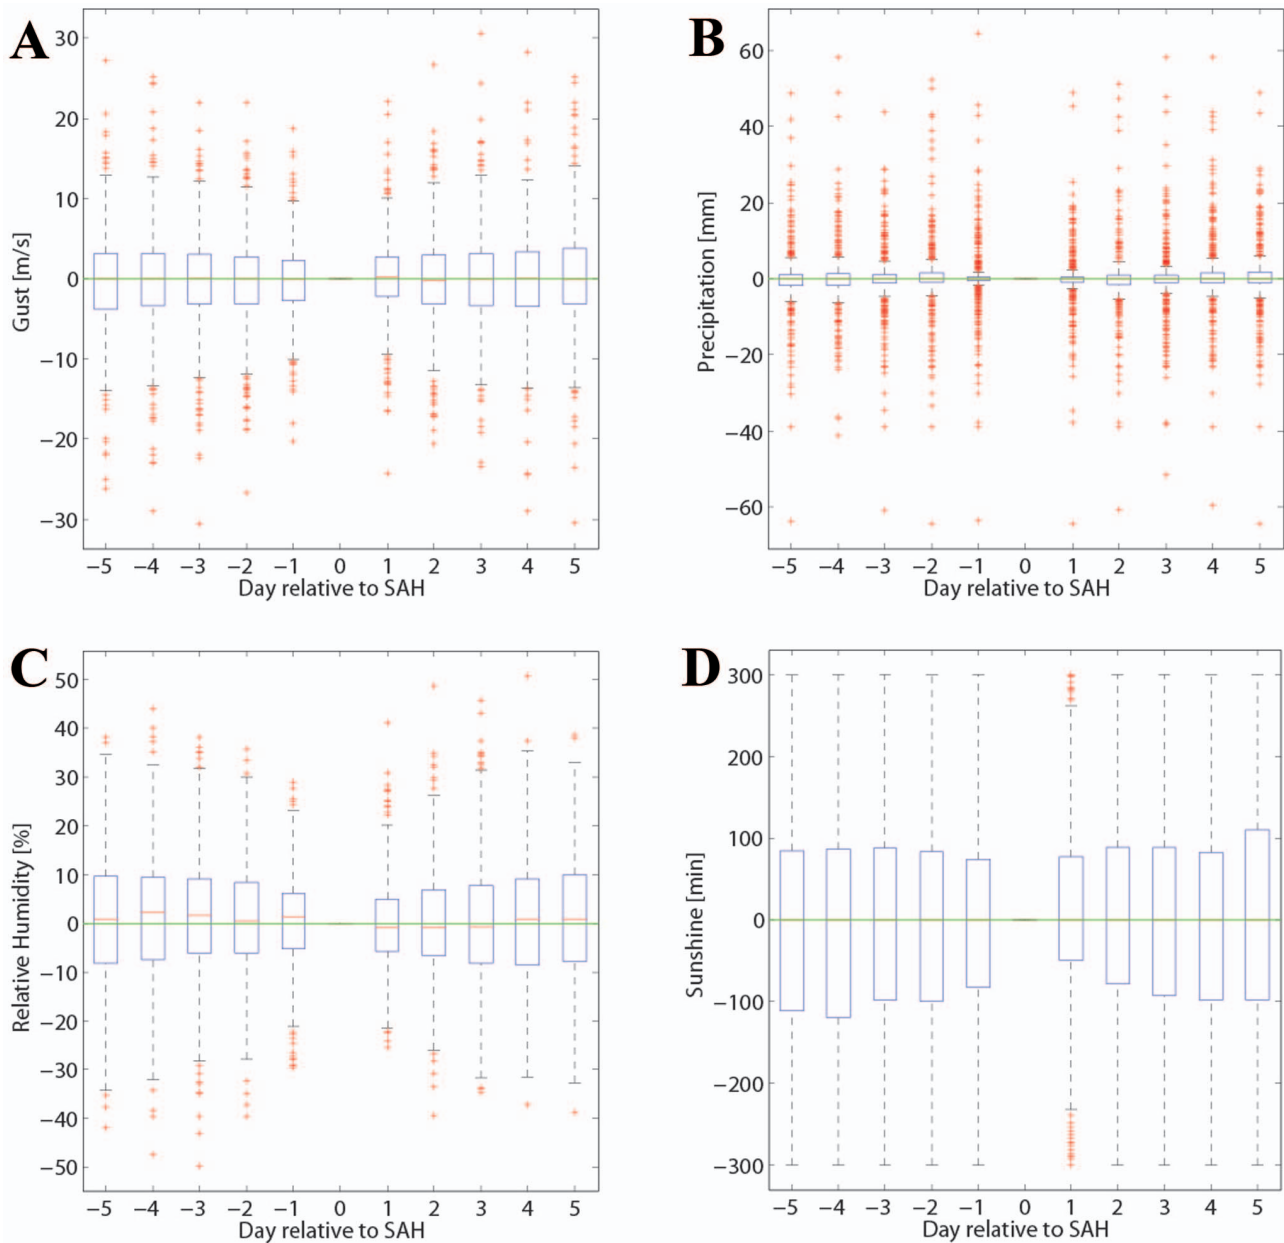 A
Gust [m/s]
30
20
10
0
−10
−20
−30
−5 −4 −3 −2 −1 0 1 2 3 4 5
Day relative to SAH
B
Precipitation [mm]
60
40
20
0
−20
−40
−60
−5 −4 −3 −2 −1 0 1 2 3 4 5
Day relative to SAH
C
Relative Humidity [%]
50
40
30
20
10
0
−10
−20
−30
−40
−50
−5 −4 −3 −2 −1 0 1 2 3 4 5
Day relative to SAH
D
Sunshine [min]
300
200
100
0
−100
−200
−300
−5 −4 −3 −2 −1 0 1 2 3 4 5
Day relative to SAH